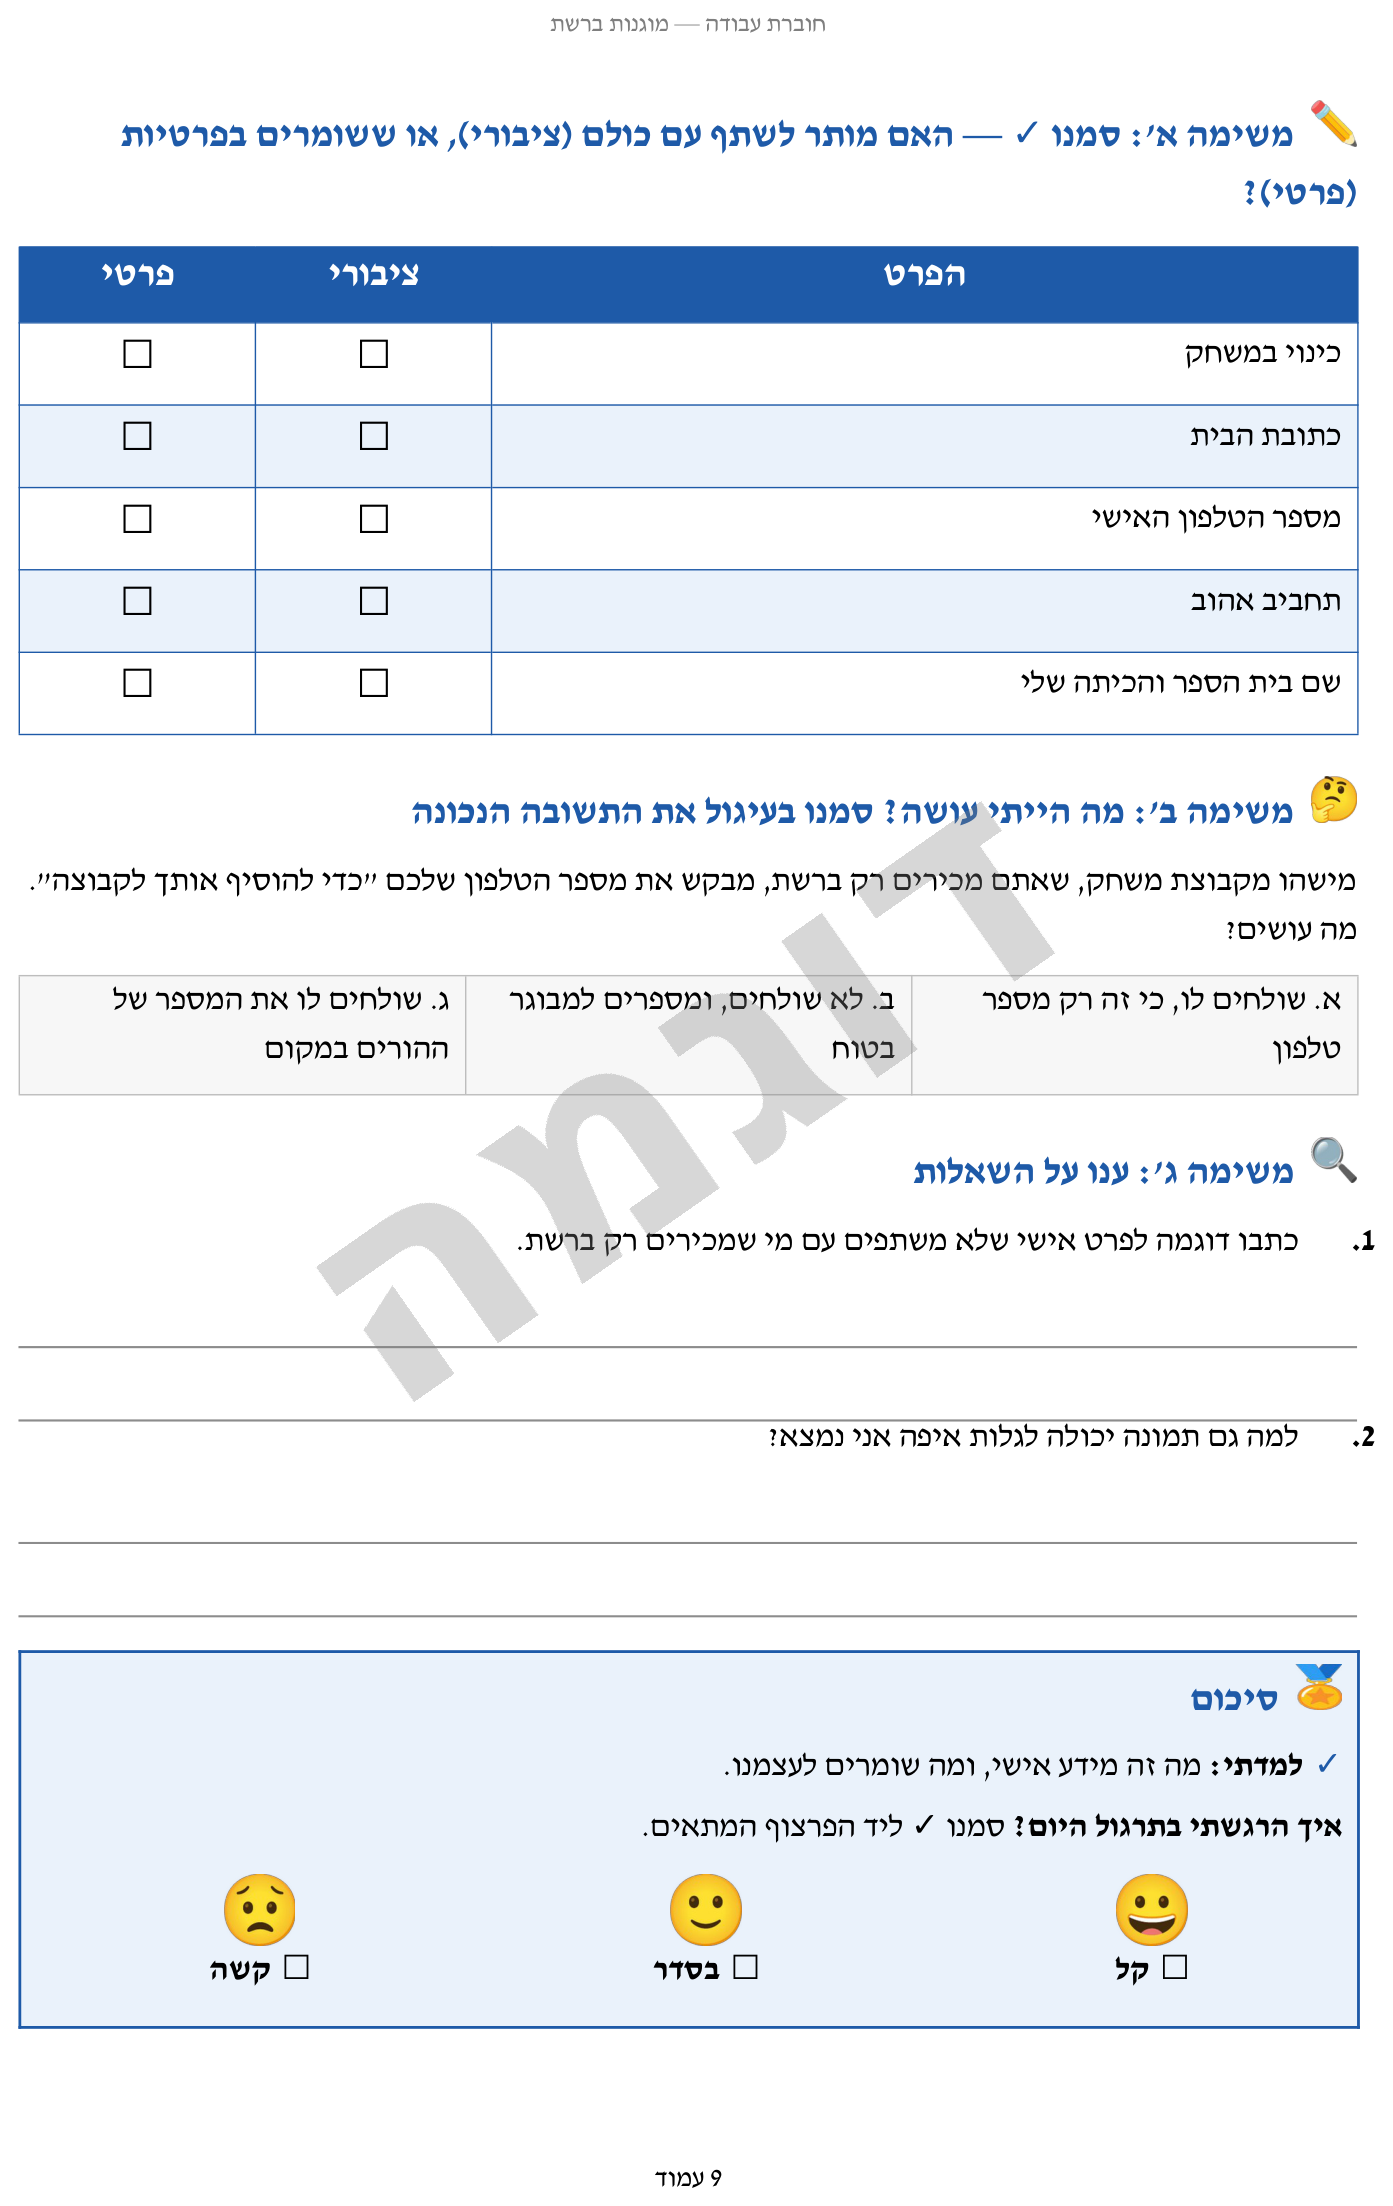 חוברת עבודה — מוגנות ברשת
✏️ משימה א׳: סמנו ✓ — האם מותר לשתף עם כולם (ציבורי), או ששומרים בפרטיות
(פרטי)?
הפרט ציבורי פרטי
כינוי במשחק ☐ ☐
כתובת הבית ☐ ☐
מספר הטלפון האישי ☐ ☐
תחביב אהוב ☐ ☐
שם בית הספר והכיתה שלי ☐ ☐
🤔 משימה ב׳: מה הייתי עושה? סמנו בעיגול את התשובה הנכונה
מישהו מקבוצת משחק, שאתם מכירים רק ברשת, מבקש את מספר הטלפון שלכם ״כדי להוסיף אותך לקבוצה״.
מה עושים?
א. שולחים לו, כי זה רק מספר
טלפון
ב. לא שולחים, ומספרים למבוגר
בטוח
ג. שולחים לו את המספר של
ההורים במקום
דוגמה
🔍 משימה ג׳: ענו על השאלות
1. כתבו דוגמה לפרט אישי שלא משתפים עם מי שמכירים רק ברשת.
2. למה גם תמונה יכולה לגלות איפה אני נמצא?
🏅 סיכום
✓ למדתי: מה זה מידע אישי, ומה שומרים לעצמנו.
איך הרגשתי בתרגול היום? סמנו ✓ ליד הפרצוף המתאים.
😀 🙂 😟
☐ קל ☐ בסדר ☐ קשה
9 עמוד